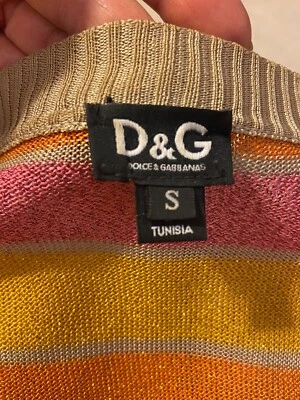 D&G
DOLCE & GABBANA
S
TUNISIA